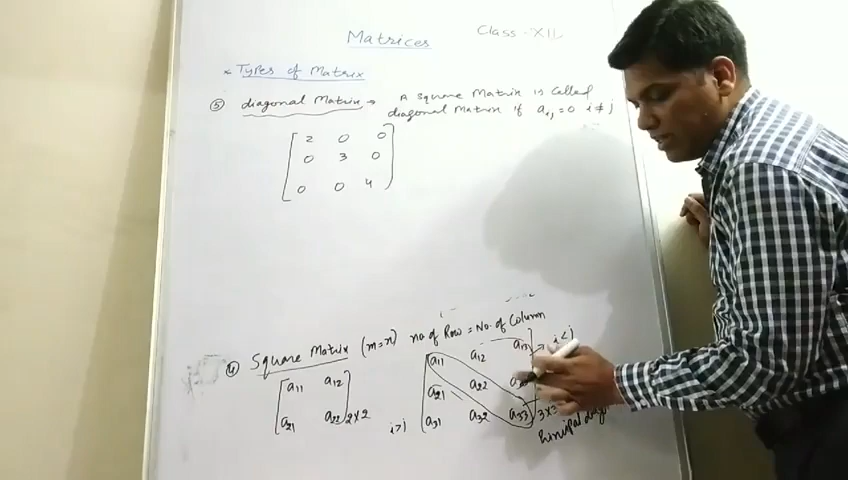 Matrices
Class - XII
* Types of Matrix
⑤ diagonal Matrix → A square Matrix is called
diagonal Matrix if aij = 0 i ≠ j
2 0 0
0 3 0
0 0 4
④ Square Matrix (m=n) no of Row = No. of Column
a11 a12
a21 a22 2×2
a11 a12 a13 → i<j
a21 a22
i>j a31 a32 a33 3×3